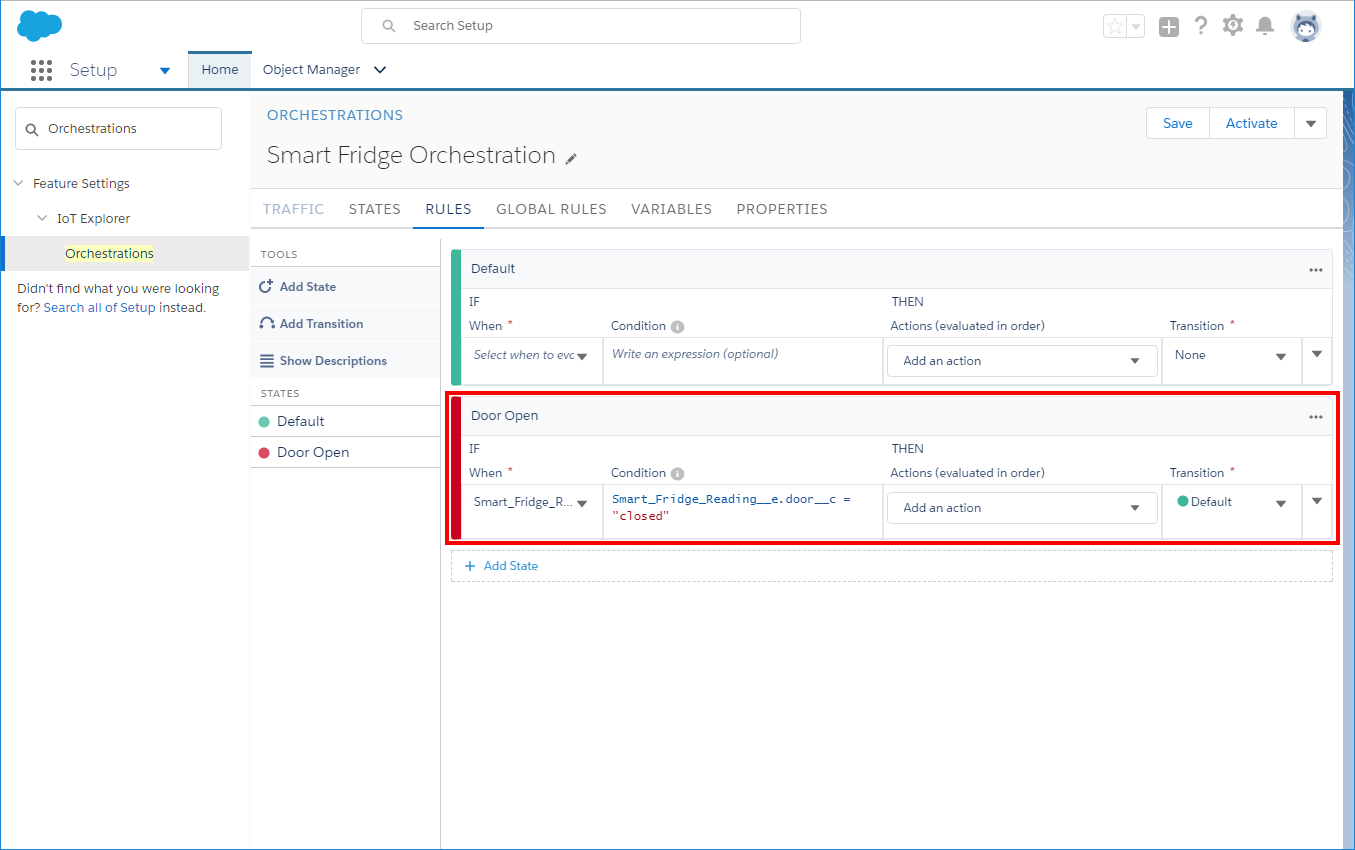 Search Setup
Setup
Home
Object Manager
Orchestrations
Feature Settings
IoT Explorer
Orchestrations
Didn't find what you were looking
for? Search all of Setup instead.
ORCHESTRATIONS
Smart Fridge Orchestration
Save
Activate
TRAFFIC
STATES
RULES
GLOBAL RULES
VARIABLES
PROPERTIES
TOOLS
Add State
Add Transition
Show Descriptions
STATES
Default
Door Open
Default
IF
THEN
When *
Condition
Actions (evaluated in order)
Transition *
Select when to eva
Write an expression (optional)
Add an action
None
Door Open
IF
THEN
When *
Condition
Actions (evaluated in order)
Transition *
Smart_Fridge_R...
Smart_Fridge_Reading__e.door__c =
"closed"
Add an action
Default
+ Add State